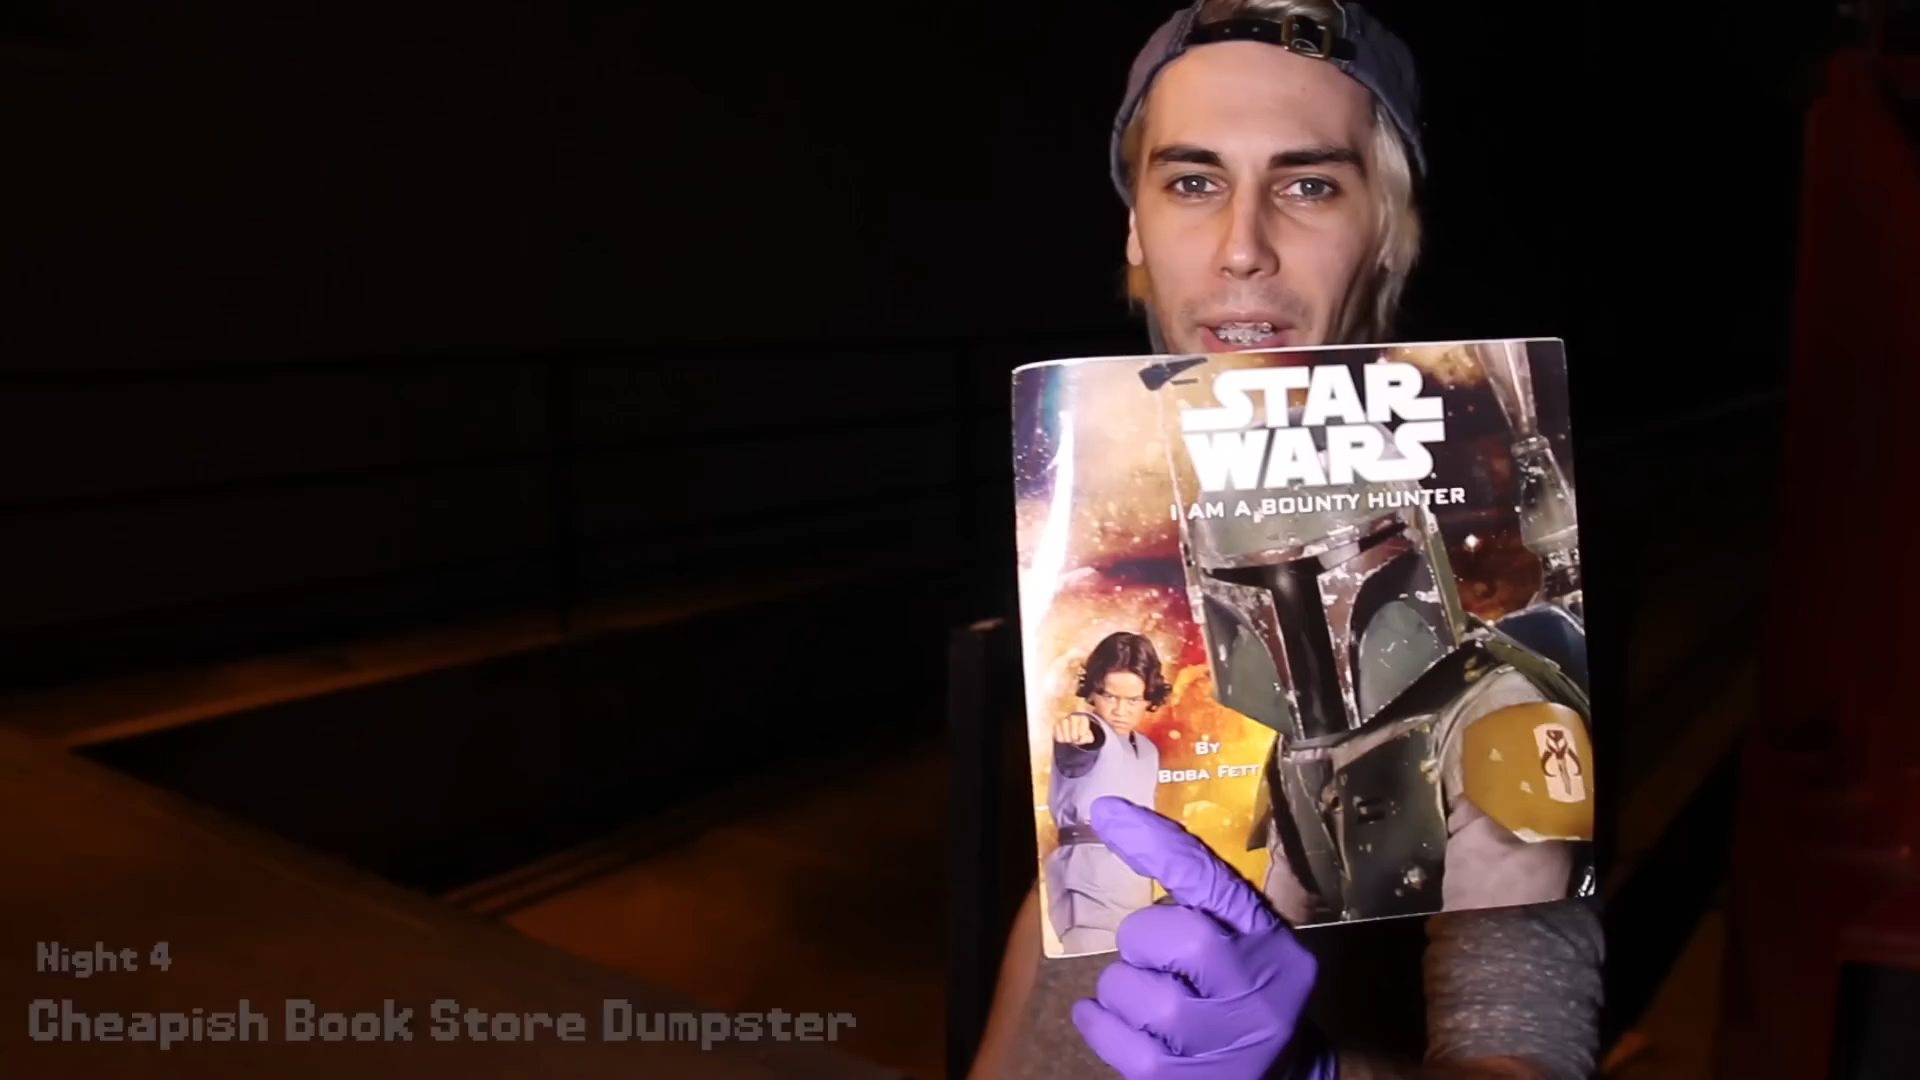 STAR
WARS
I AM A BOUNTY HUNTER
BY
BOBA FETT
Night 4
Cheapish Book Store Dumpster